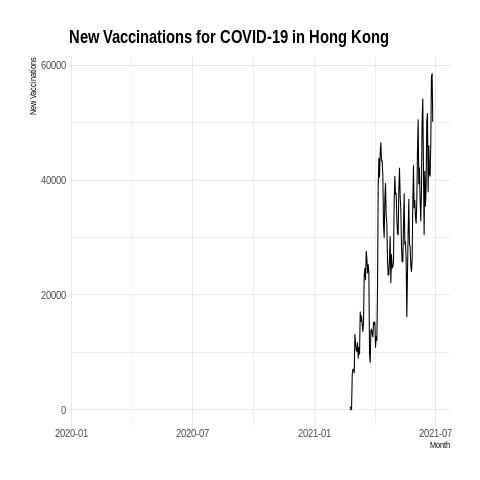 New Vaccinations for COVID-19 in Hong Kong
New Vaccinations
60000
40000
20000
0
2020-01 2020-07 2021-01 2021-07
Month